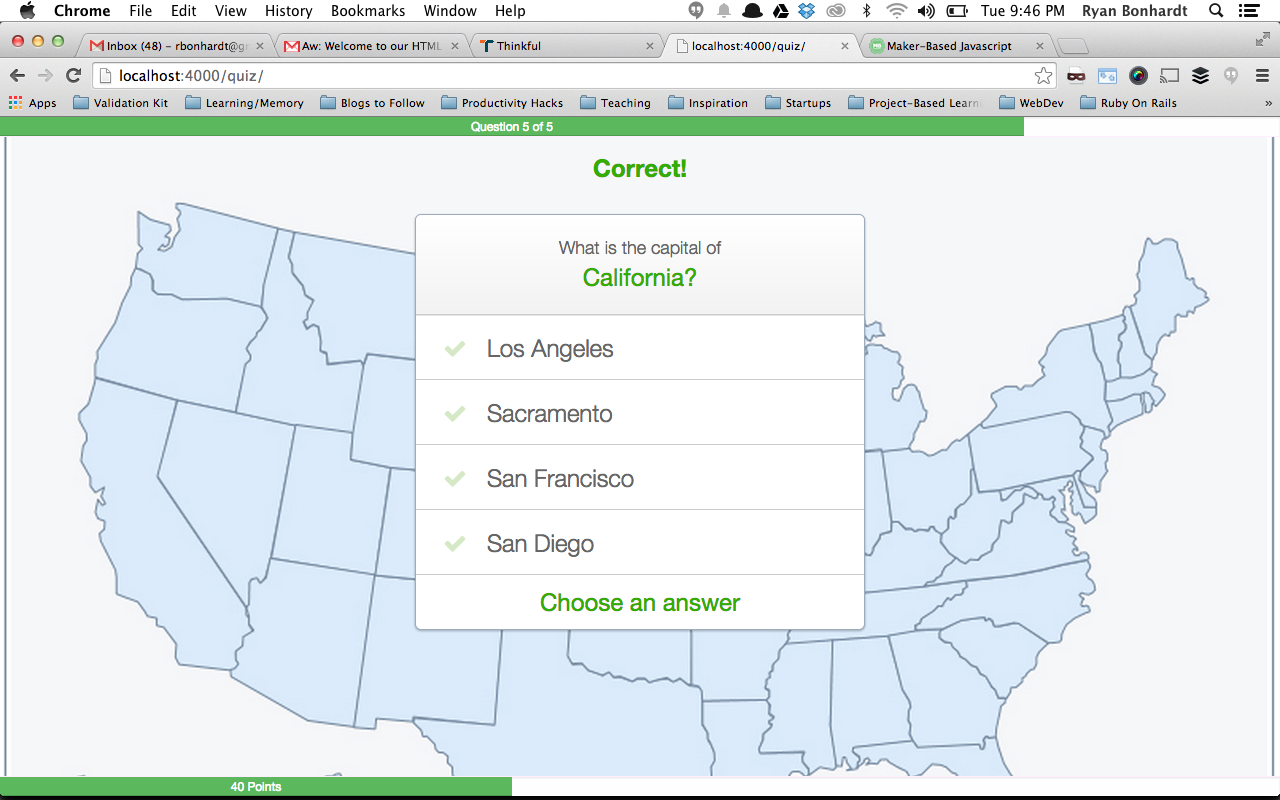 Chrome File Edit View History Bookmarks Window Help Tue 9:46 PM Ryan Bonhardt
Inbox (48) – rbonhardt@gr
Aw: Welcome to our HTML
Thinkful
localhost:4000/quiz/
Maker-Based Javascript
localhost:4000/quiz/
Apps Validation Kit Learning/Memory Blogs to Follow Productivity Hacks Teaching Inspiration Startups Project-Based Learn WebDev Ruby On Rails »
Question 5 of 5
Correct!
What is the capital of
California?
Los Angeles
Sacramento
San Francisco
San Diego
Choose an answer
40 Points